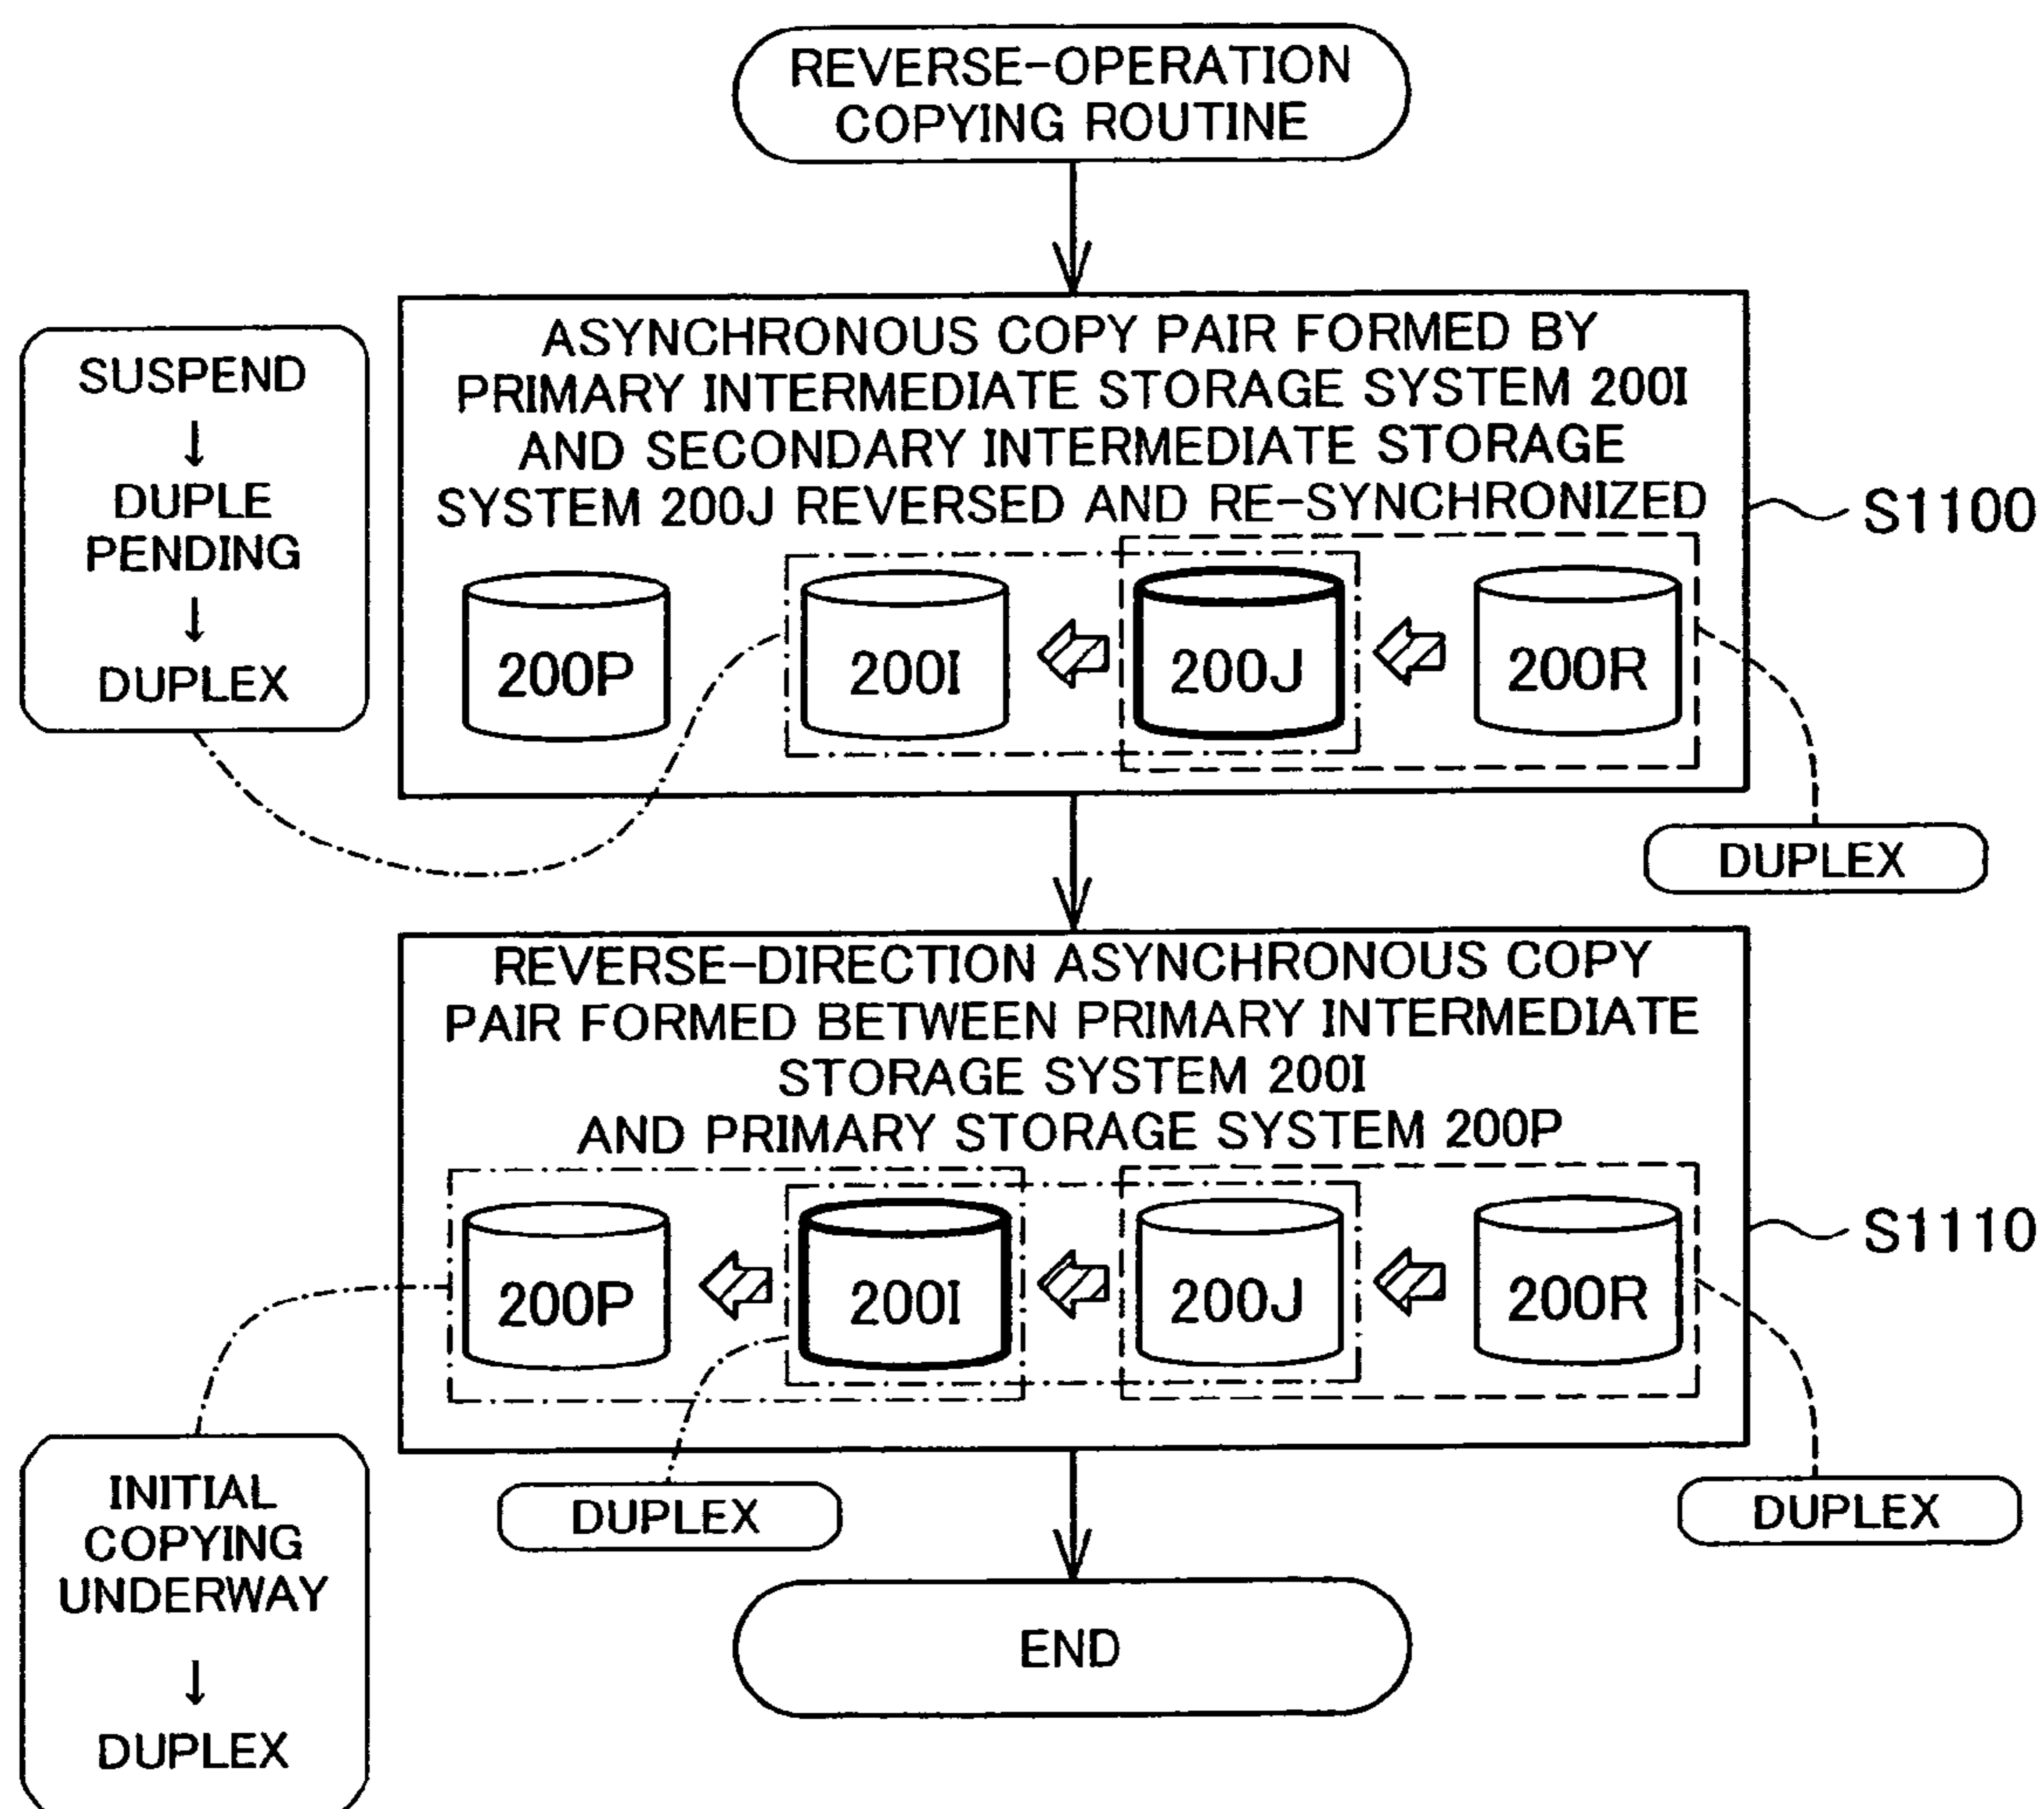 REVERSE-OPERATION
COPYING ROUTINE
ASYNCHRONOUS COPY PAIR FORMED BY
PRIMARY INTERMEDIATE STORAGE SYSTEM 200I
AND SECONDARY INTERMEDIATE STORAGE
SYSTEM 200J REVERSED AND RE-SYNCHRONIZED
S1100
SUSPEND
↓
DUPLE
PENDING
↓
DUPLEX
200P 200I 200J 200R
DUPLEX
REVERSE-DIRECTION ASYNCHRONOUS COPY
PAIR FORMED BETWEEN PRIMARY INTERMEDIATE
STORAGE SYSTEM 200I
AND PRIMARY STORAGE SYSTEM 200P
S1110
200P 200I 200J 200R
INITIAL
COPYING
UNDERWAY
↓
DUPLEX
DUPLEX
DUPLEX
END